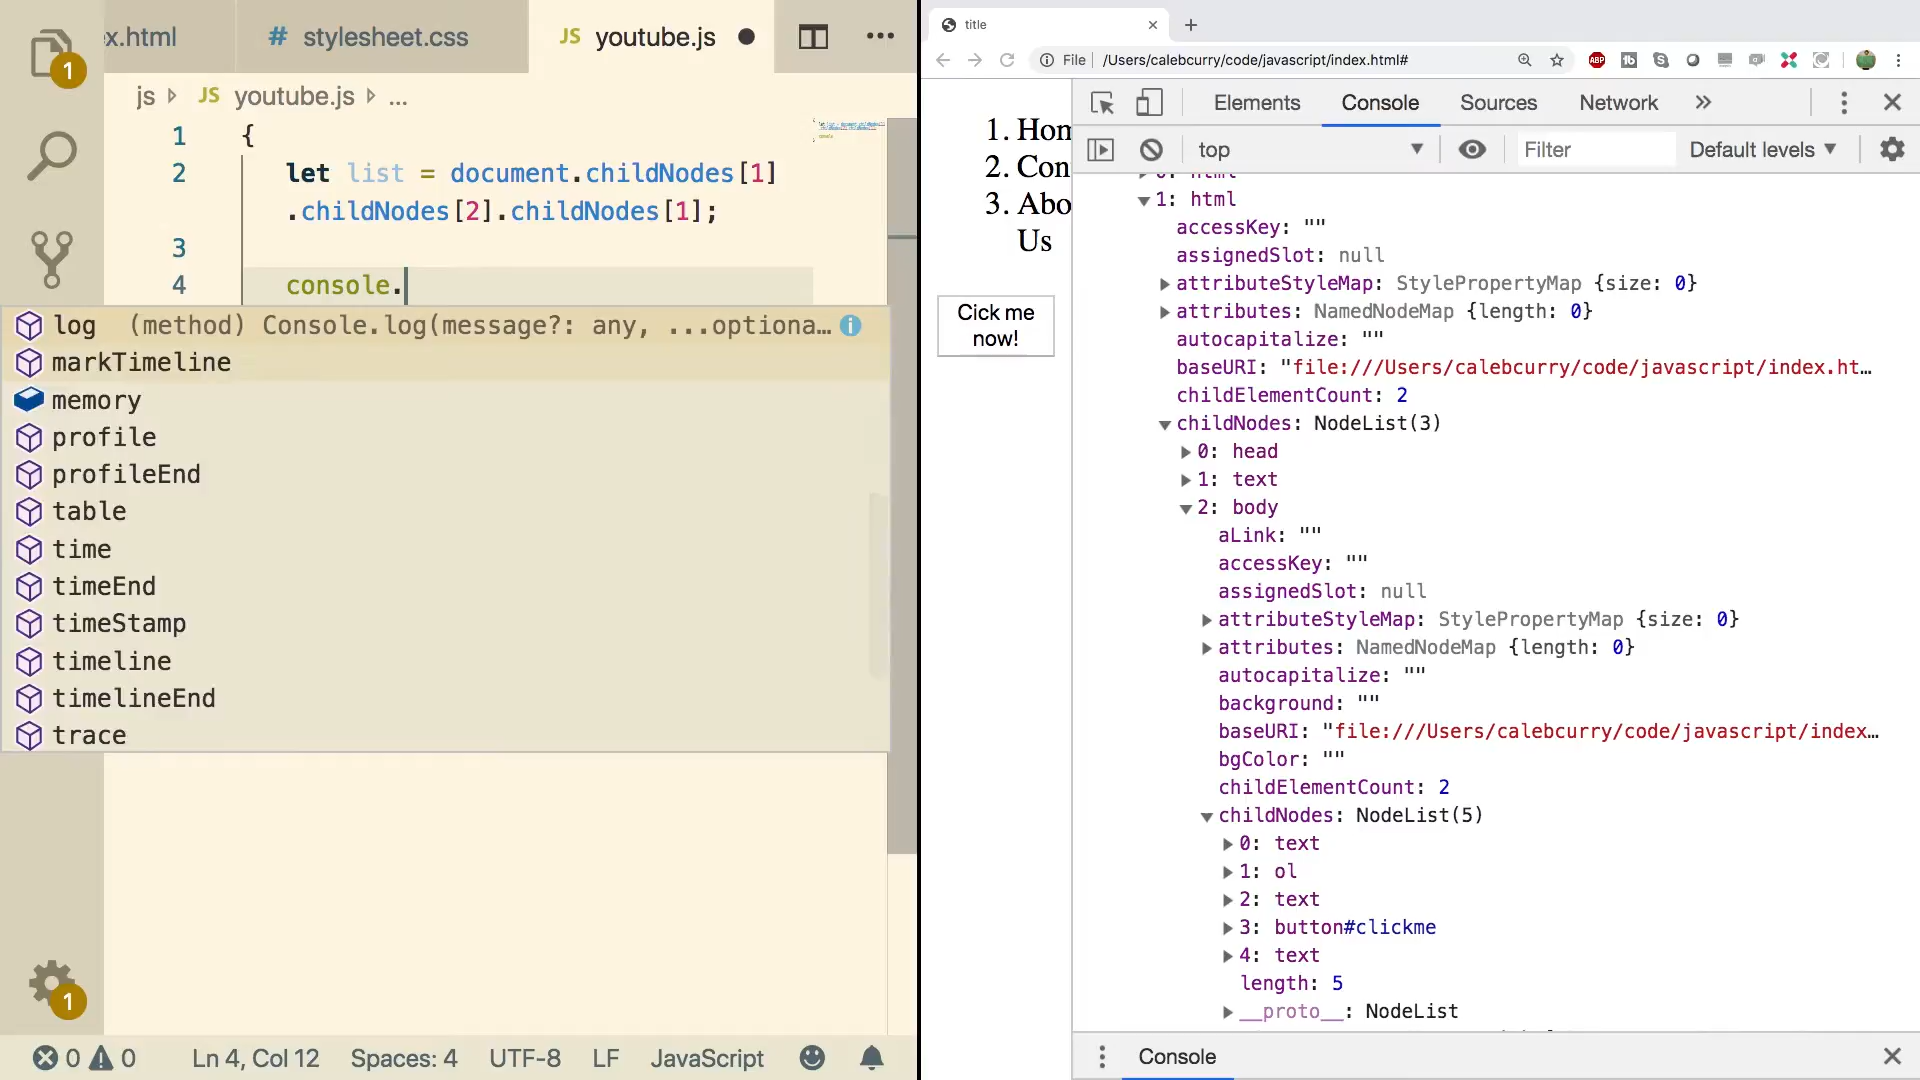 x.html
# stylesheet.css
JS youtube.js
1
js JS youtube.js ...
1 {
2 let list = document.childNodes[1]
.childNodes[2].childNodes[1];
3
4 console.
log (method) Console.log(message?: any, ...optiona…
markTimeline
memory
profile
profileEnd
table
time
timeEnd
timeStamp
timeline
timelineEnd
trace
1
0 0 Ln 4, Col 12 Spaces: 4 UTF-8 LF JavaScript
title
File /Users/calebcurry/code/javascript/index.html#
ABP
1. Hom
2. Con
3. Abo
Us
Cick me
now!
Elements Console Sources Network »
top Filter Default levels
0: html
1: html
accessKey: ""
assignedSlot: null
attributeStyleMap: StylePropertyMap {size: 0}
attributes: NamedNodeMap {length: 0}
autocapitalize: ""
baseURI: "file:///Users/calebcurry/code/javascript/index.ht…
childElementCount: 2
childNodes: NodeList(3)
0: head
1: text
2: body
aLink: ""
accessKey: ""
assignedSlot: null
attributeStyleMap: StylePropertyMap {size: 0}
attributes: NamedNodeMap {length: 0}
autocapitalize: ""
background: ""
baseURI: "file:///Users/calebcurry/code/javascript/index…
bgColor: ""
childElementCount: 2
childNodes: NodeList(5)
0: text
1: ol
2: text
3: button#clickme
4: text
length: 5
__proto__: NodeList
Console